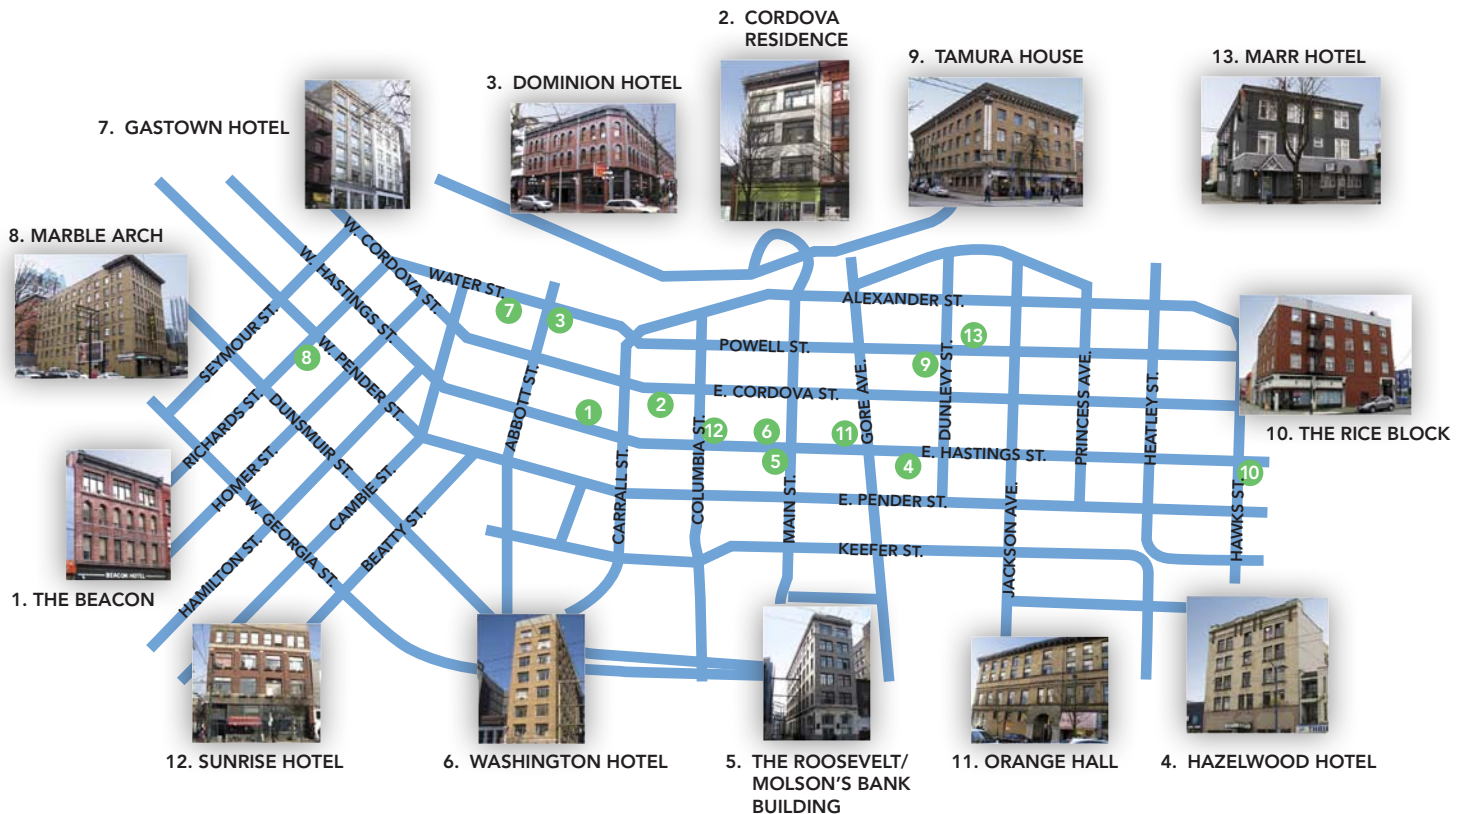 2. CORDOVA
RESIDENCE
9. TAMURA HOUSE
13. MARR HOTEL
3. DOMINION HOTEL
7. GASTOWN HOTEL
8. MARBLE ARCH
W. CORDOVA ST.
W. HASTINGS ST.
WATER ST.
ALEXANDER ST.
7
3
13
SEYMOUR ST.
W. PENDER ST.
8
POWELL ST.
9
DUNLEVY ST.
E. CORDOVA ST.
GORE AVE.
PRINCESS AVE.
HEATLEY ST.
ABBOTT ST.
1
2
12
6
11
RICHARDS ST.
DUNSMUIR ST.
COLUMBIA ST.
5
4
E. HASTINGS ST.
10
10. THE RICE BLOCK
HOMER ST.
CAMBIE ST.
W. GEORGIA ST.
BEATTY ST.
CARRALL ST.
MAIN ST.
E. PENDER ST.
JACKSON AVE.
HAWKS ST.
KEEFER ST.
HAMILTON ST.
BEACON HOTEL
1. THE BEACON
12. SUNRISE HOTEL
6. WASHINGTON HOTEL
5. THE ROOSEVELT/
MOLSON'S BANK
BUILDING
11. ORANGE HALL
4. HAZELWOOD HOTEL